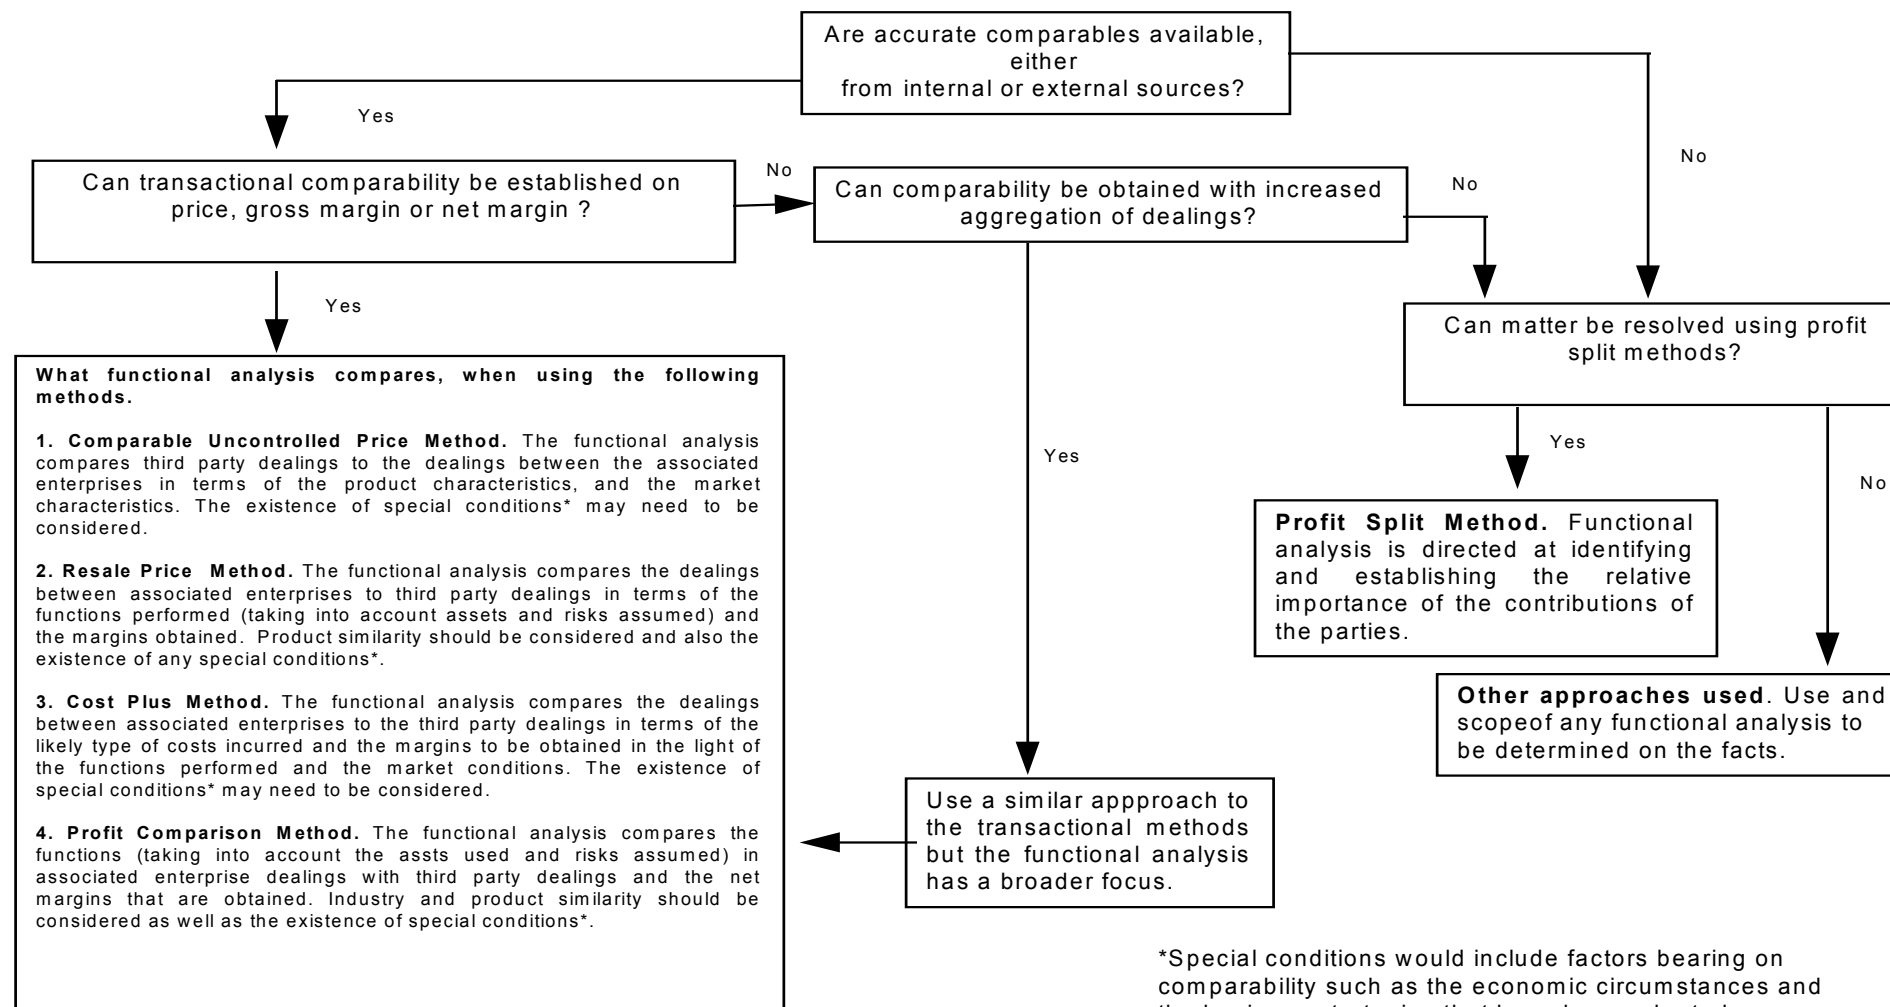 Are accurate comparables available,
either
from internal or external sources?
Yes
No
Can transactional comparability be established on
price, gross margin or net margin ?
No
Can comparability be obtained with increased
aggregation of dealings?
No
Yes
Yes
Can matter be resolved using profit
split methods?
Yes
No
What functional analysis compares, when using the following
methods.
1. Comparable Uncontrolled Price Method. The functional analysis
compares third party dealings to the dealings between the associated
enterprises in terms of the product characteristics, and the market
characteristics. The existence of special conditions* may need to be
considered.
2. Resale Price Method. The functional analysis compares the dealings
between associated enterprises to third party dealings in terms of the
functions performed (taking into account assets and risks assumed) and
the margins obtained. Product similarity should be considered and also the
existence of any special conditions*.
3. Cost Plus Method. The functional analysis compares the dealings
between associated enterprises to the third party dealings in terms of the
likely type of costs incurred and the margins to be obtained in the light of
the functions performed and the market conditions. The existence of
special conditions* may need to be considered.
4. Profit Comparison Method. The functional analysis compares the
functions (taking into account the assts used and risks assumed) in
associated enterprise dealings with third party dealings and the net
margins that are obtained. Industry and product similarity should be
considered as well as the existence of special conditions*.
Profit Split Method. Functional
analysis is directed at identifying
and establishing the relative
importance of the contributions of
the parties.
Other approaches used. Use and
scopeof any functional analysis to
be determined on the facts.
Use a similar appproach to
the transactional methods
but the functional analysis
has a broader focus.
*Special conditions would include factors bearing on
comparability such as the economic circumstances and